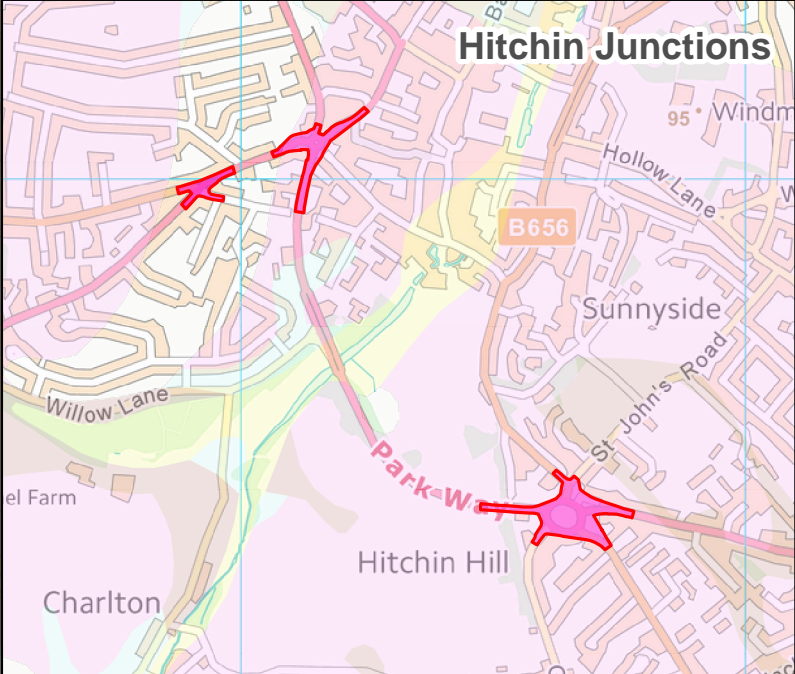 Ba
Hitchin Junctions
95
Windm
Hollow Lane
W
B656
Sunnyside
St John's Road
Willow Lane
Park Way
el Farm
Hitchin Hill
Charlton